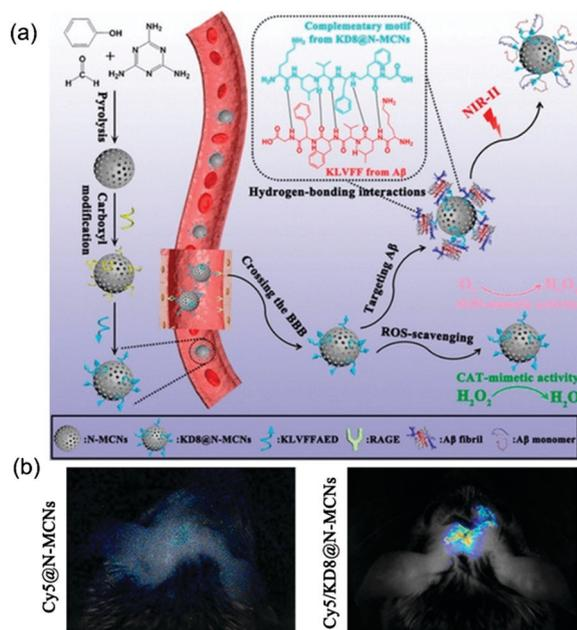 (a)
OH
+
NH₂
N
N
H₂N
N
NH₂
O
H
H
Pyrolysis
Carboxyl
modification
Complementary motif
from KD8@N-MCNs
KLVFF from Aβ
Hydrogen-bonding interactions
NIR-II
Crossing the BBB
Targeting Aβ
ROS-scavenging
CAT-mimetic activity
H₂O₂
H₂O
:N-MCNs
:KD8@N-MCNs
:KLVFFAED
:RAGE
:Aβ fibril
:Aβ monomer
(b)
Cy5@N-MCNs
Cy5/KD8@N-MCNs